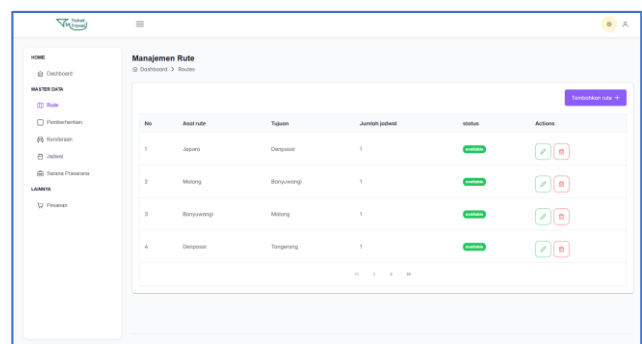 Ticket
travel
HOME
Dashboard
MASTER DATA
Rute
Pemberhentian
Kendaraan
Jadwal
Sarana Prasarana
LAINNYA
Pesanan
Manajemen Rute
Dashboard > Routes
Tambahkan rute +
No Asal rute Tujuan Jumlah jadwal status Actions
1 Jepara Denpasar 1 available
2 Malang Banyuwangi 1 available
3 Banyuwangi Malang 1 available
4 Denpasar Tangerang 1 available